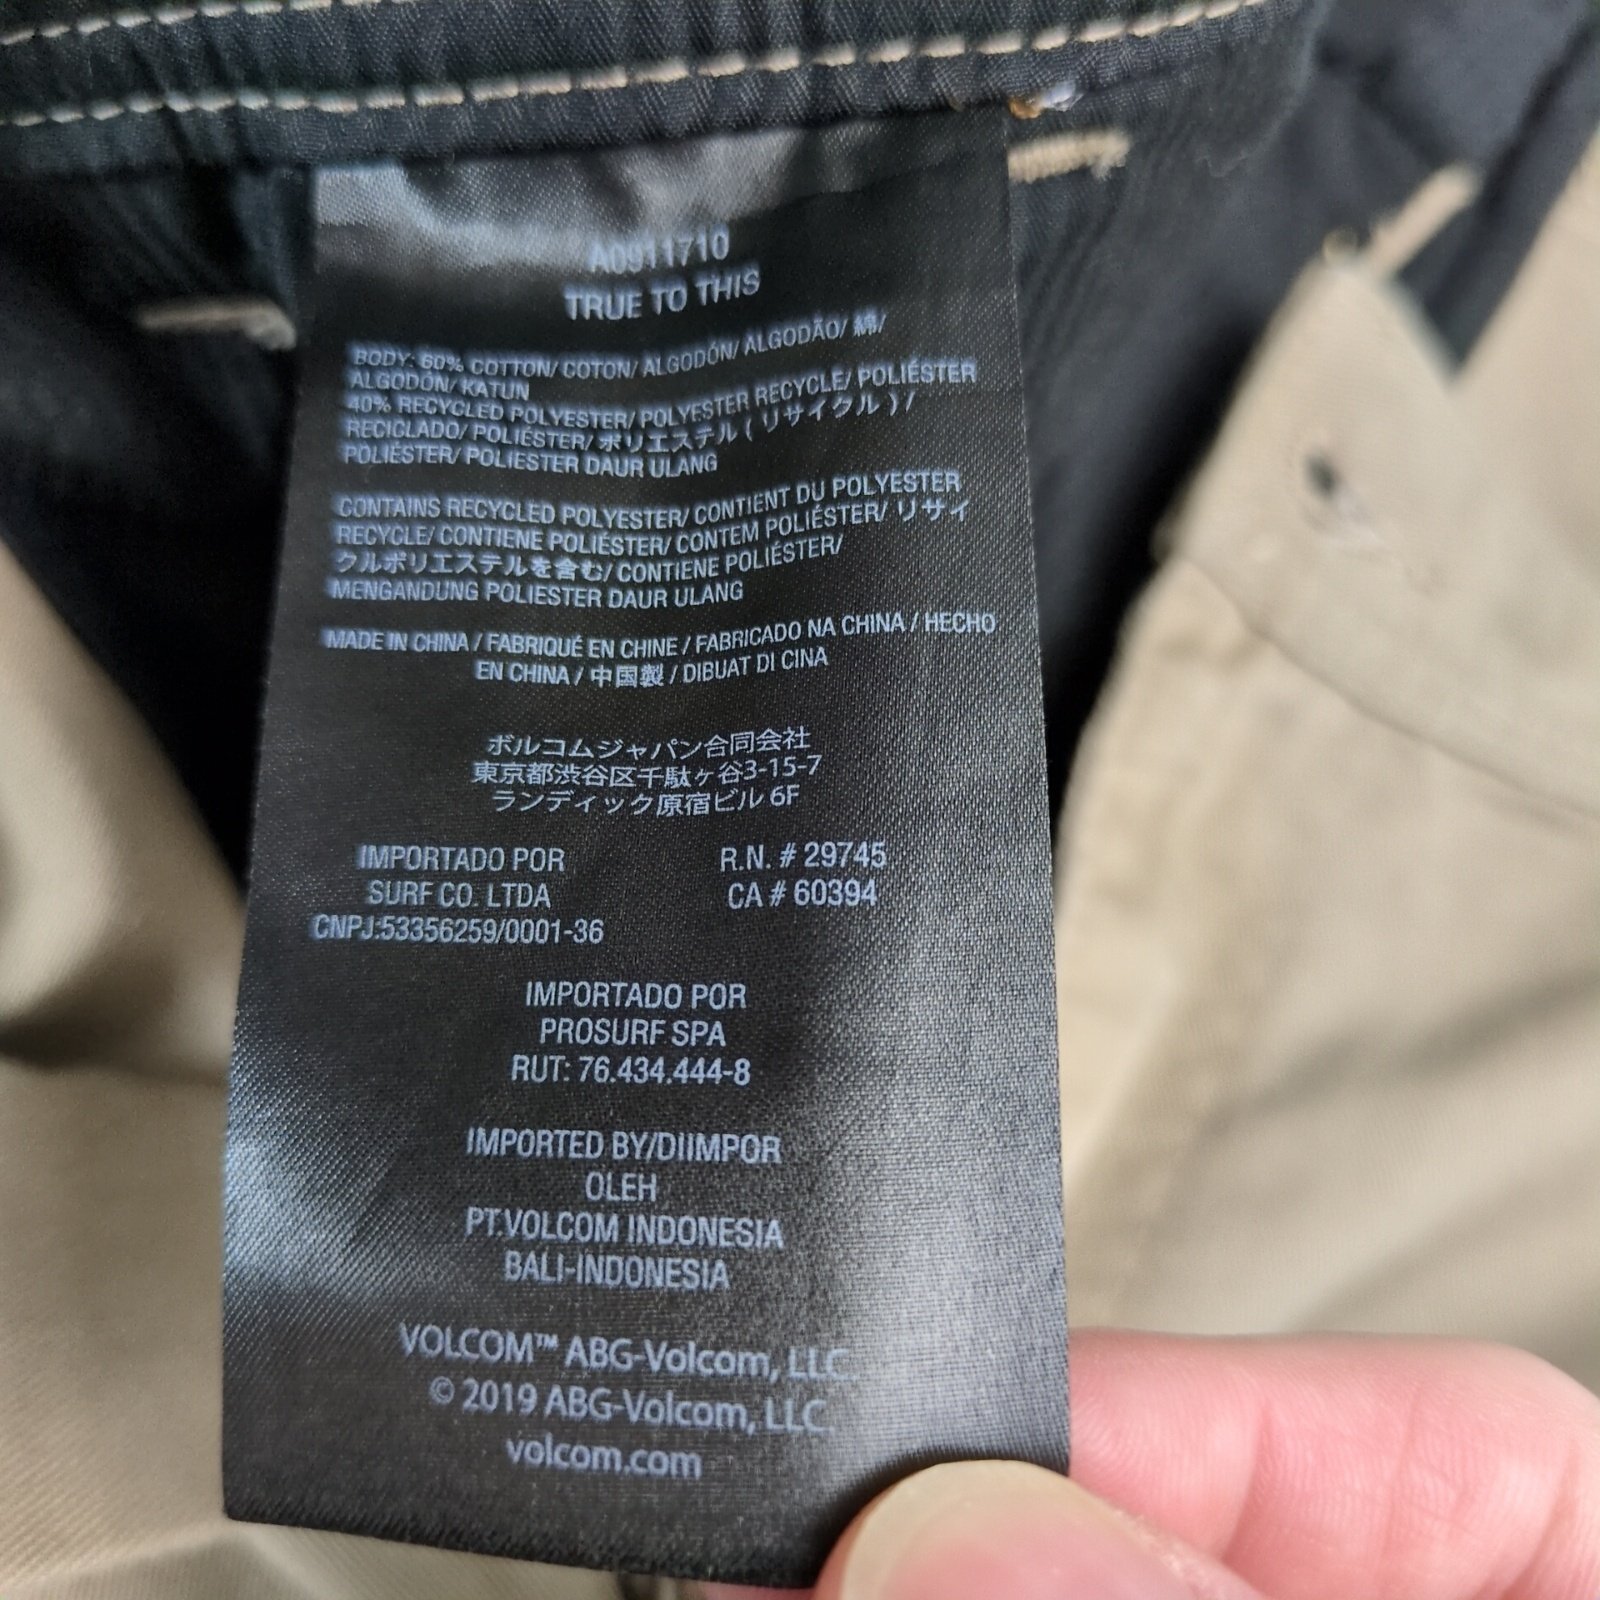 A0911710
TRUE TO THIS
BODY: 60% COTTON/ COTON/ ALGODÓN/ ALGODÃO/ 綿/
ALGODÓN/ KATUN
40% RECYCLED POLYESTER/ POLYESTER RECYCLE/ POLIÉSTER
RECICLADO/ POLIÉSTER/ ポリエステル ( リサイクル ) /
POLIÉSTER/ POLIESTER DAUR ULANG
CONTAINS RECYCLED POLYESTER/ CONTIENT DU POLYESTER
RECYCLE/ CONTIENE POLIÉSTER/ CONTEM POLIÉSTER/ リサイ
クルポリエステルを含む/ CONTIENE POLIÉSTER/
MENGANDUNG POLIESTER DAUR ULANG
MADE IN CHINA / FABRIQUÉ EN CHINE / FABRICADO NA CHINA / HECHO
EN CHINA / 中国製 / DIBUAT DI CINA
ボルコムジャパン合同会社
東京都渋谷区千駄ヶ谷3-15-7
ランディック原宿ビル 6F
IMPORTADO POR
SURF CO. LTDA
CNPJ:53356259/0001-36
R.N. # 29745
CA # 60394
IMPORTADO POR
PROSURF SPA
RUT: 76.434.444-8
IMPORTED BY/DIIMPOR
OLEH
PT.VOLCOM INDONESIA
BALI-INDONESIA
VOLCOM™ ABG-Volcom, LLC.
© 2019 ABG-Volcom, LLC.
volcom.com